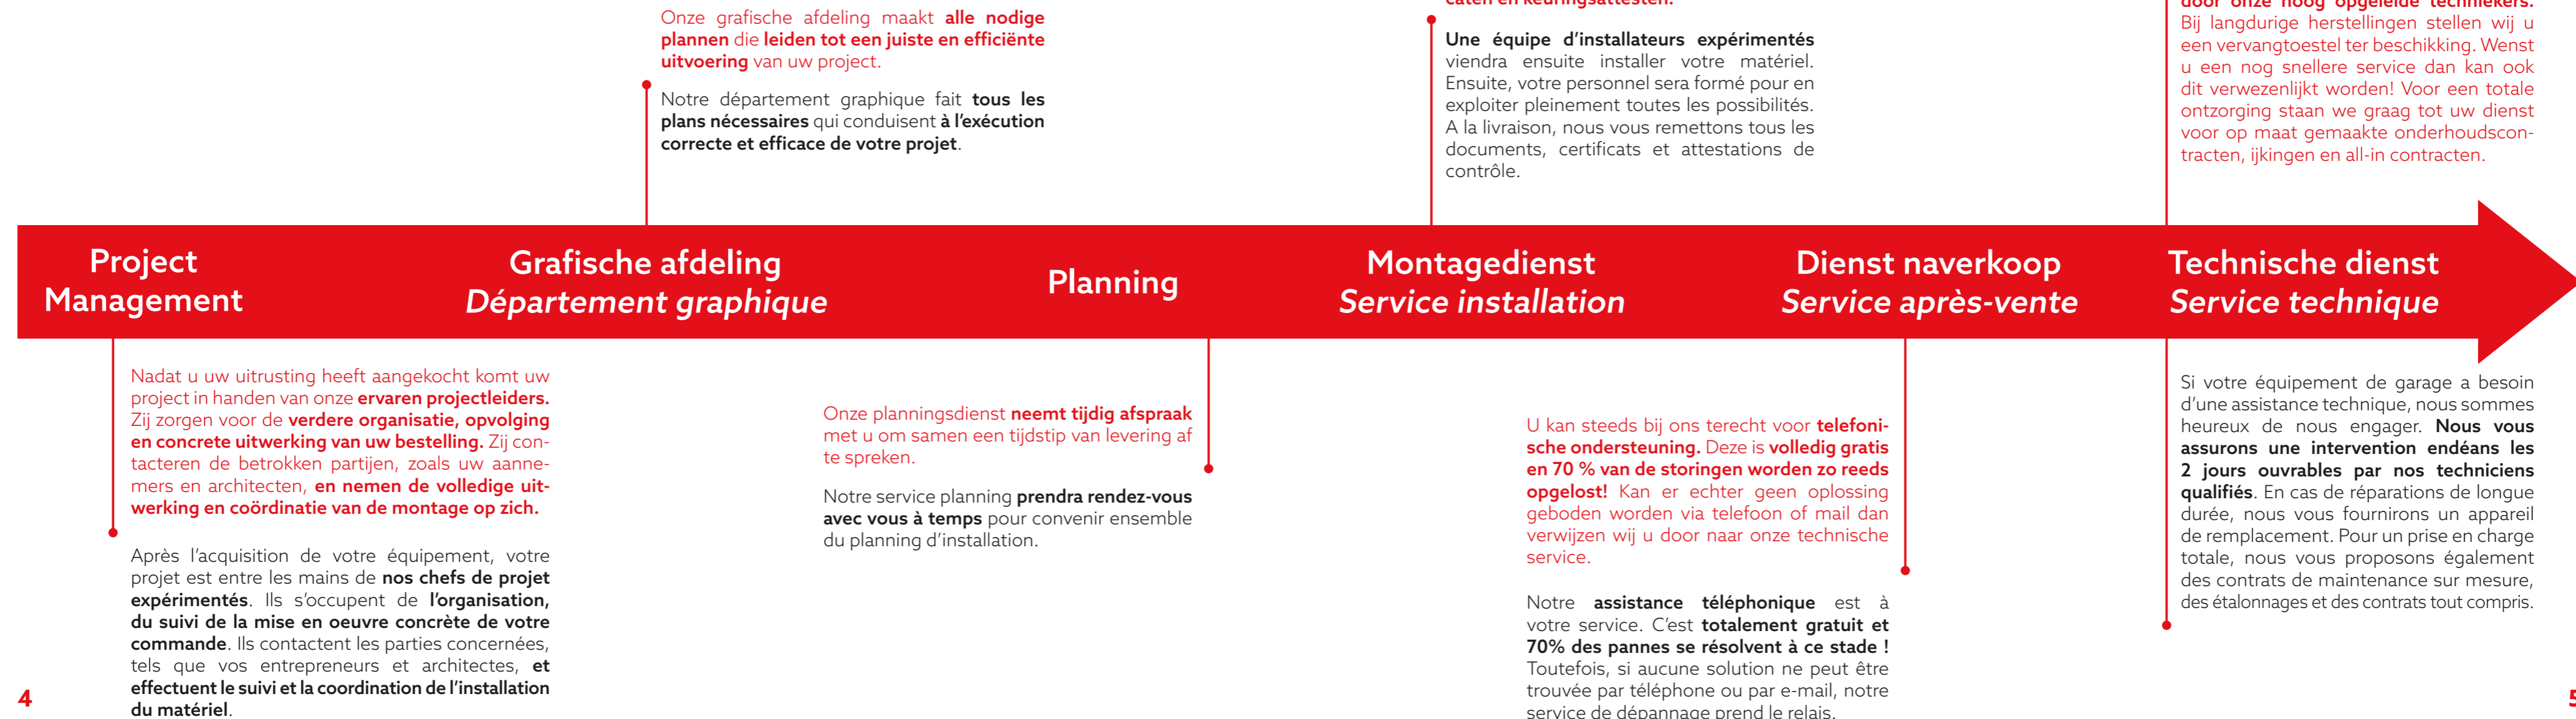 Onze grafische afdeling maakt alle nodige
plannen die leiden tot een juiste en efficiënte
uitvoering van uw project.
Notre département graphique fait tous les
plans nécessaires qui conduisent à l’exécution
correcte et efficace de votre projet.
caten en keuringsattesten.
Une équipe d’installateurs expérimentés
viendra ensuite installer votre matériel.
Ensuite, votre personnel sera formé pour en
exploiter pleinement toutes les possibilités.
A la livraison, nous vous remettons tous les
documents, certificats et attestations de
contrôle.
door onze hoog opgeleide techniekers.
Bij langdurige herstellingen stellen wij u
een vervangtoestel ter beschikking. Wenst
u een nog snellere service dan kan ook
dit verwezenlijkt worden! Voor een totale
ontzorging staan we graag tot uw dienst
voor op maat gemaakte onderhoudscon-
tracten, ijkingen en all-in contracten.
Project
Management
Grafische afdeling
Département graphique
Planning
Montagedienst
Service installation
Dienst naverkoop
Service après-vente
Technische dienst
Service technique
Nadat u uw uitrusting heeft aangekocht komt uw
project in handen van onze ervaren projectleiders.
Zij zorgen voor de verdere organisatie, opvolging
en concrete uitwerking van uw bestelling. Zij con-
tacteren de betrokken partijen, zoals uw aanne-
mers en architecten, en nemen de volledige uit-
werking en coördinatie van de montage op zich.
Après l’acquisition de votre équipement, votre
projet est entre les mains de nos chefs de projet
expérimentés. Ils s’occupent de l’organisation,
du suivi de la mise en oeuvre concrète de votre
commande. Ils contactent les parties concernées,
tels que vos entrepreneurs et architectes, et
effectuent le suivi et la coordination de l’installation
du matériel.
Onze planningsdienst neemt tijdig afspraak
met u om samen een tijdstip van levering af
te spreken.
Notre service planning prendra rendez-vous
avec vous à temps pour convenir ensemble
du planning d’installation.
U kan steeds bij ons terecht voor telefoni-
sche ondersteuning. Deze is volledig gratis
en 70 % van de storingen worden zo reeds
opgelost! Kan er echter geen oplossing
geboden worden via telefoon of mail dan
verwijzen wij u door naar onze technische
service.
Notre assistance téléphonique est à
votre service. C’est totalement gratuit et
70% des pannes se résolvent à ce stade !
Toutefois, si aucune solution ne peut être
trouvée par téléphone ou par e-mail, notre
service de dépannage prend le relais.
Si votre équipement de garage a besoin
d’une assistance technique, nous sommes
heureux de nous engager. Nous vous
assurons une intervention endéans les
2 jours ouvrables par nos techniciens
qualifiés. En cas de réparations de longue
durée, nous vous fournirons un appareil
de remplacement. Pour un prise en charge
totale, nous vous proposons également
des contrats de maintenance sur mesure,
des étalonnages et des contrats tout compris.
4
5